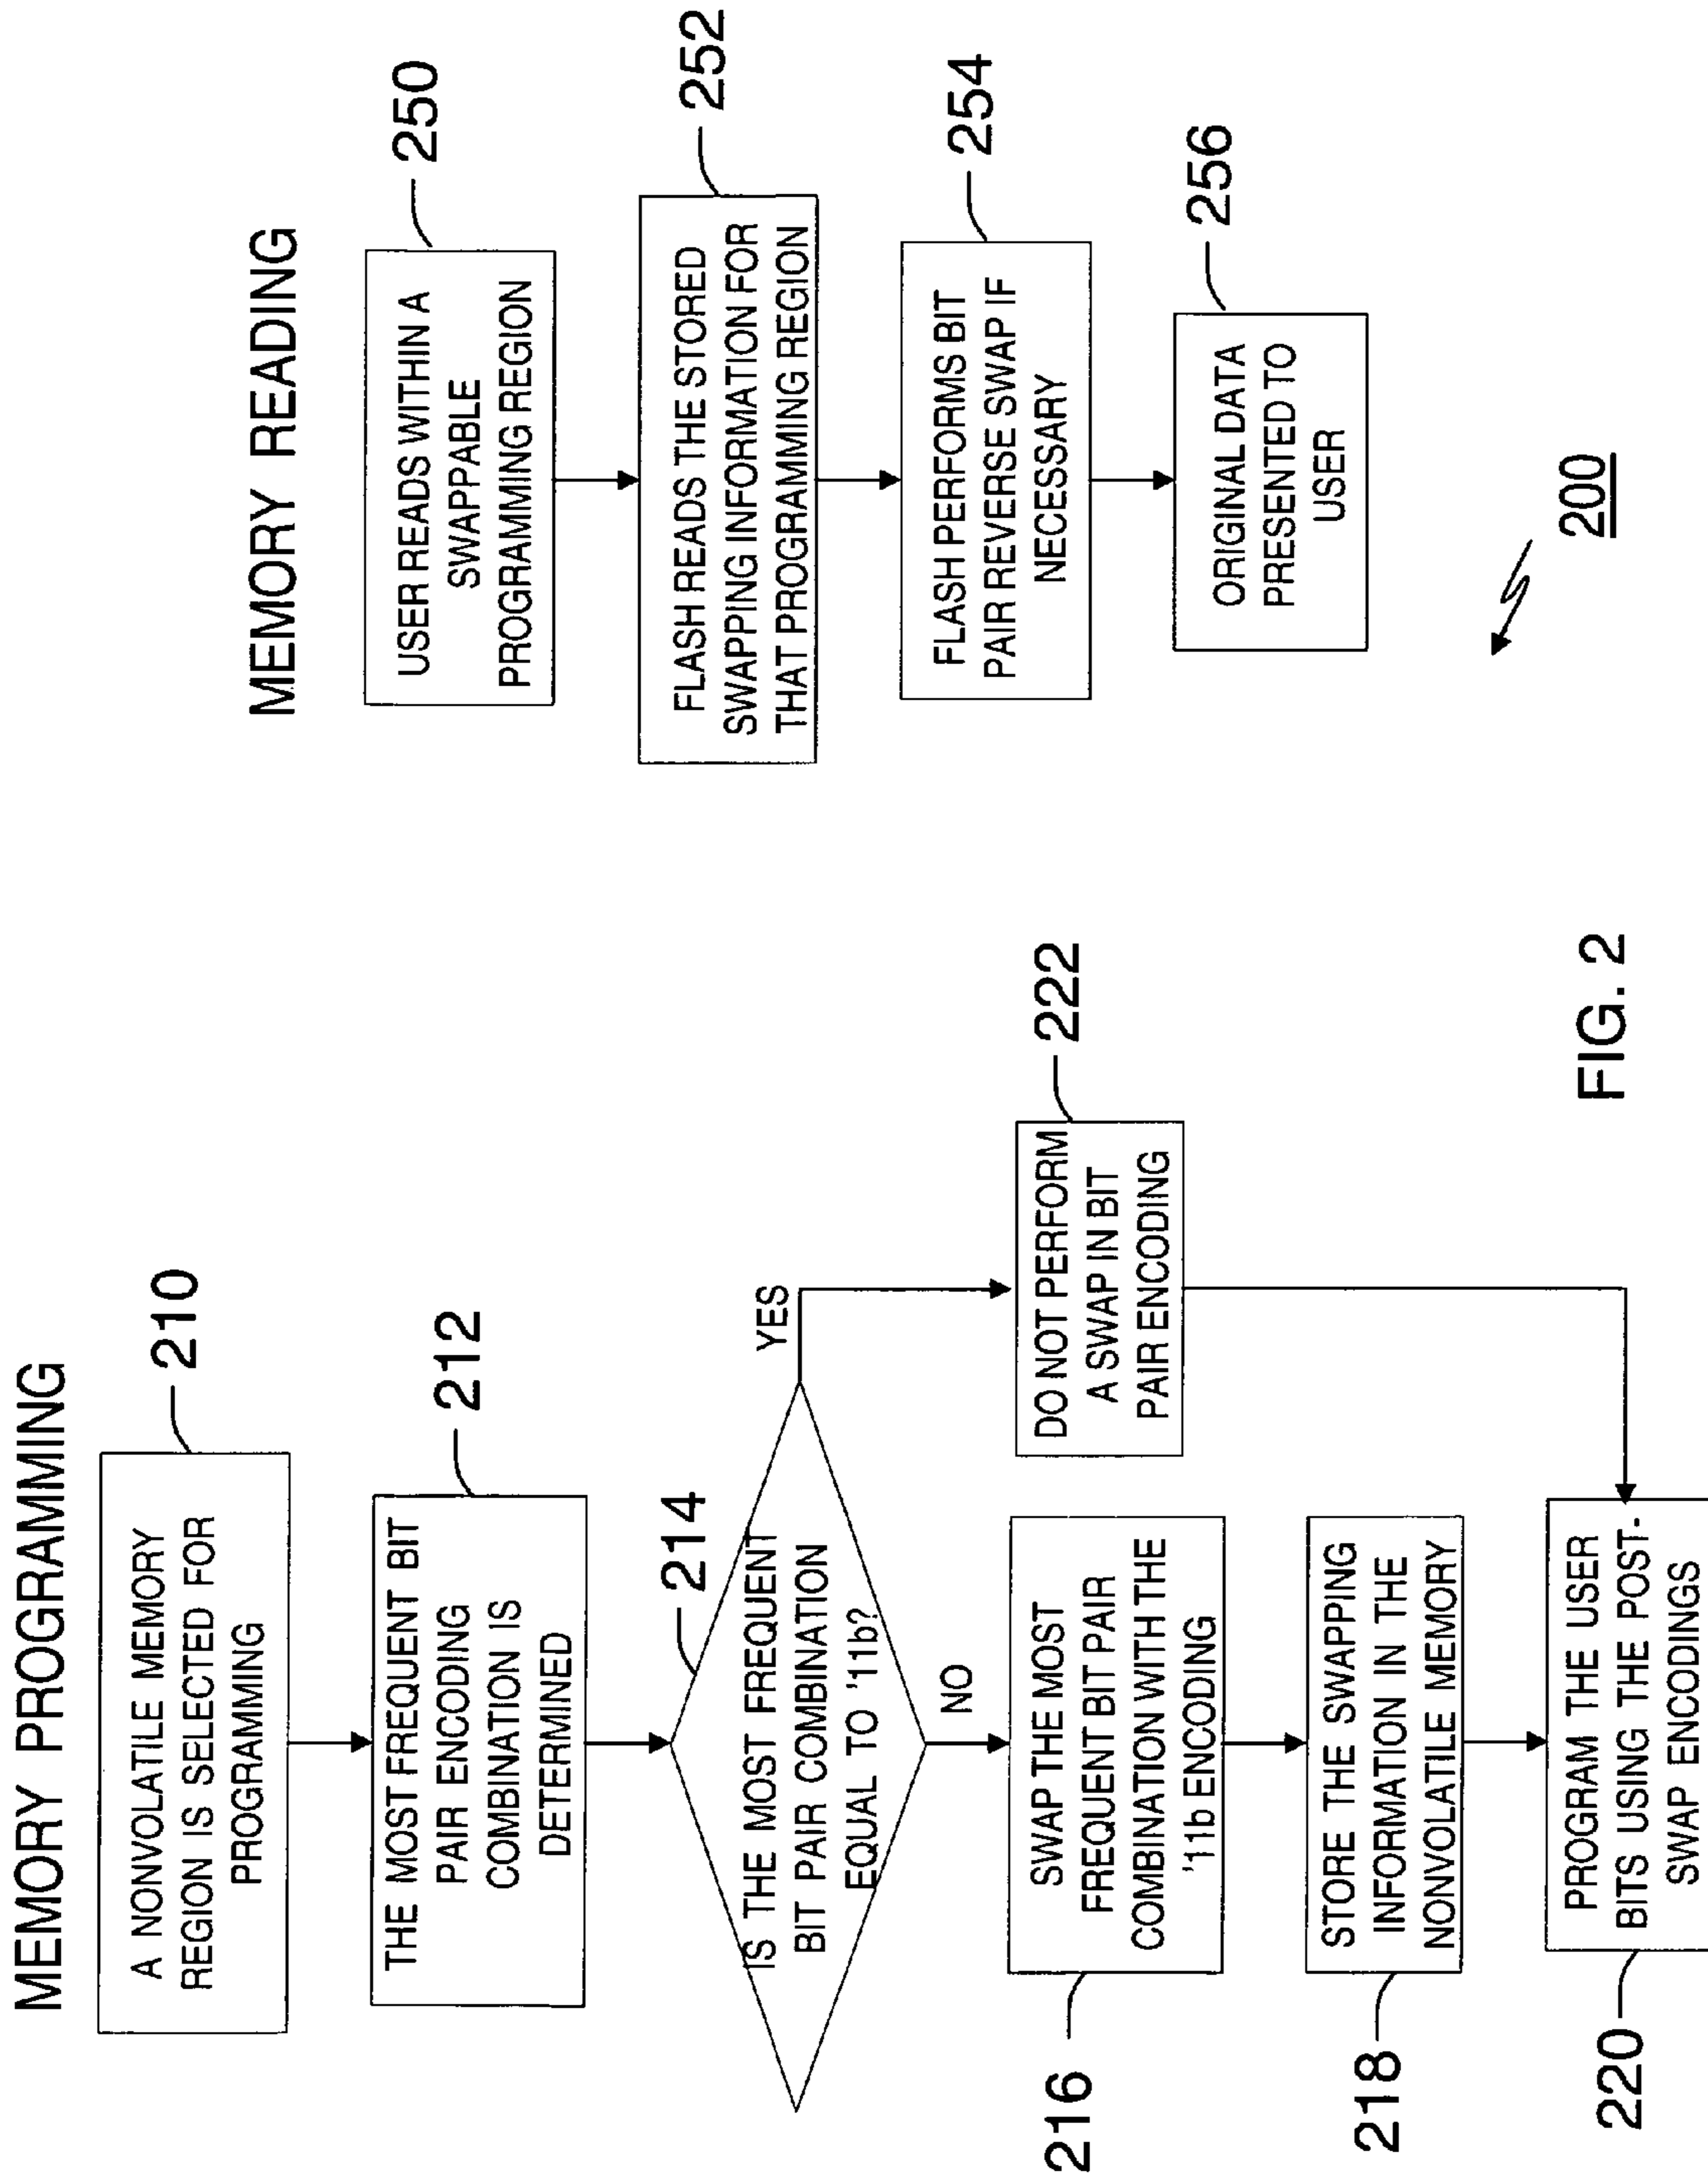 MEMORY PROGRAMMING
210
A NONVOLATILE MEMORY
REGION IS SELECTED FOR
PROGRAMMING
212
THE MOST FREQUENT BIT
PAIR ENCODING
COMBINATION IS
DETERMINED
214
IS THE MOST FREQUENT
BIT PAIR COMBINATION
EQUAL TO '11b?
YES
NO
222
DO NOT PERFORM
A SWAP IN BIT
PAIR ENCODING
216
SWAP THE MOST
FREQUENT BIT PAIR
COMBINATION WITH THE
'11b ENCODING
218
STORE THE SWAPPING
INFORMATION IN THE
NONVOLATILE MEMORY
220
PROGRAM THE USER
BITS USING THE POST-
SWAP ENCODINGS
MEMORY READING
250
USER READS WITHIN A
SWAPPABLE
PROGRAMMING REGION
252
FLASH READS THE STORED
SWAPPING INFORMATION FOR
THAT PROGRAMMING REGION
254
FLASH PERFORMS BIT
PAIR REVERSE SWAP IF
NECESSARY
256
ORIGINAL DATA
PRESENTED TO
USER
200
FIG. 2